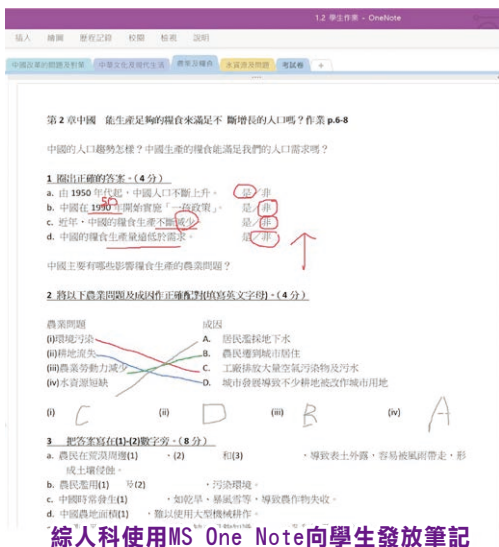 1.2 學生作業 - OneNote
插入 繪圖 歷程記錄 校閱 檢視 說明
中國改革的問題及對策 中華文化及現代生活 農業及糧食 水資源及問題 考試卷 +
第 2 章中國 能生產足夠的糧食來滿足不 斷增長的人口嗎？作業 p.6-8
中國的人口趨勢怎樣？中國生產的糧食能滿足我們的人口需求嗎？
1 圈出正確的答案。(4 分)
a. 由 1950 年代起，中國人口不斷上升。 是／非
50
b. 中國在 1990 年開始實施「一孩政策」。 是／非
c. 近年，中國的糧食生產不斷減少。 是／非
d. 中國的糧食生產量遠低於需求。 是／非
中國主要有哪些影響糧食生產的農業問題？
2 將以下農業問題及成因作正確配對(填寫英文字母)。(4 分)
農業問題 成因
(i)環境污染 A. 居民濫採地下水
(ii)耕地流失 B. 農民遷到城市居住
(iii)農業勞動力減少 C. 工廠排放大量空氣污染物及污水
(iv)水資源短缺 D. 城市發展導致不少耕地被改作城市用地
(i) C (ii) D (iii) B (iv) A
3 把答案寫在(1)-(2)數字旁。(8 分)
a. 農民在荒漠周邊(1) 、(2) 和(3) ，導致表土外露，容易被風雨帶走，形
成土壤侵蝕。
b. 農民濫用(1) 及(2) ，污染環境。
c. 中國時常發生(1) ，如乾旱、暴風雪等，導致農作物失收。
d. 中國農地面積(1) ，難以使用大型機械耕作。
綜人科使用MS One Note向學生發放筆記